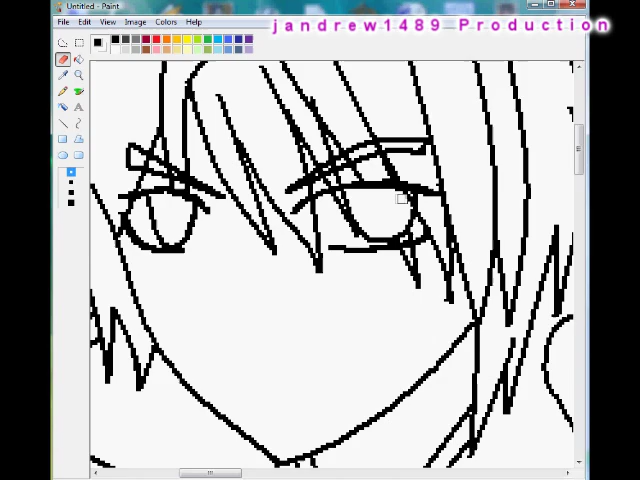 Untitled - Paint
File Edit View Image Colors Help
jandrew1489 Production